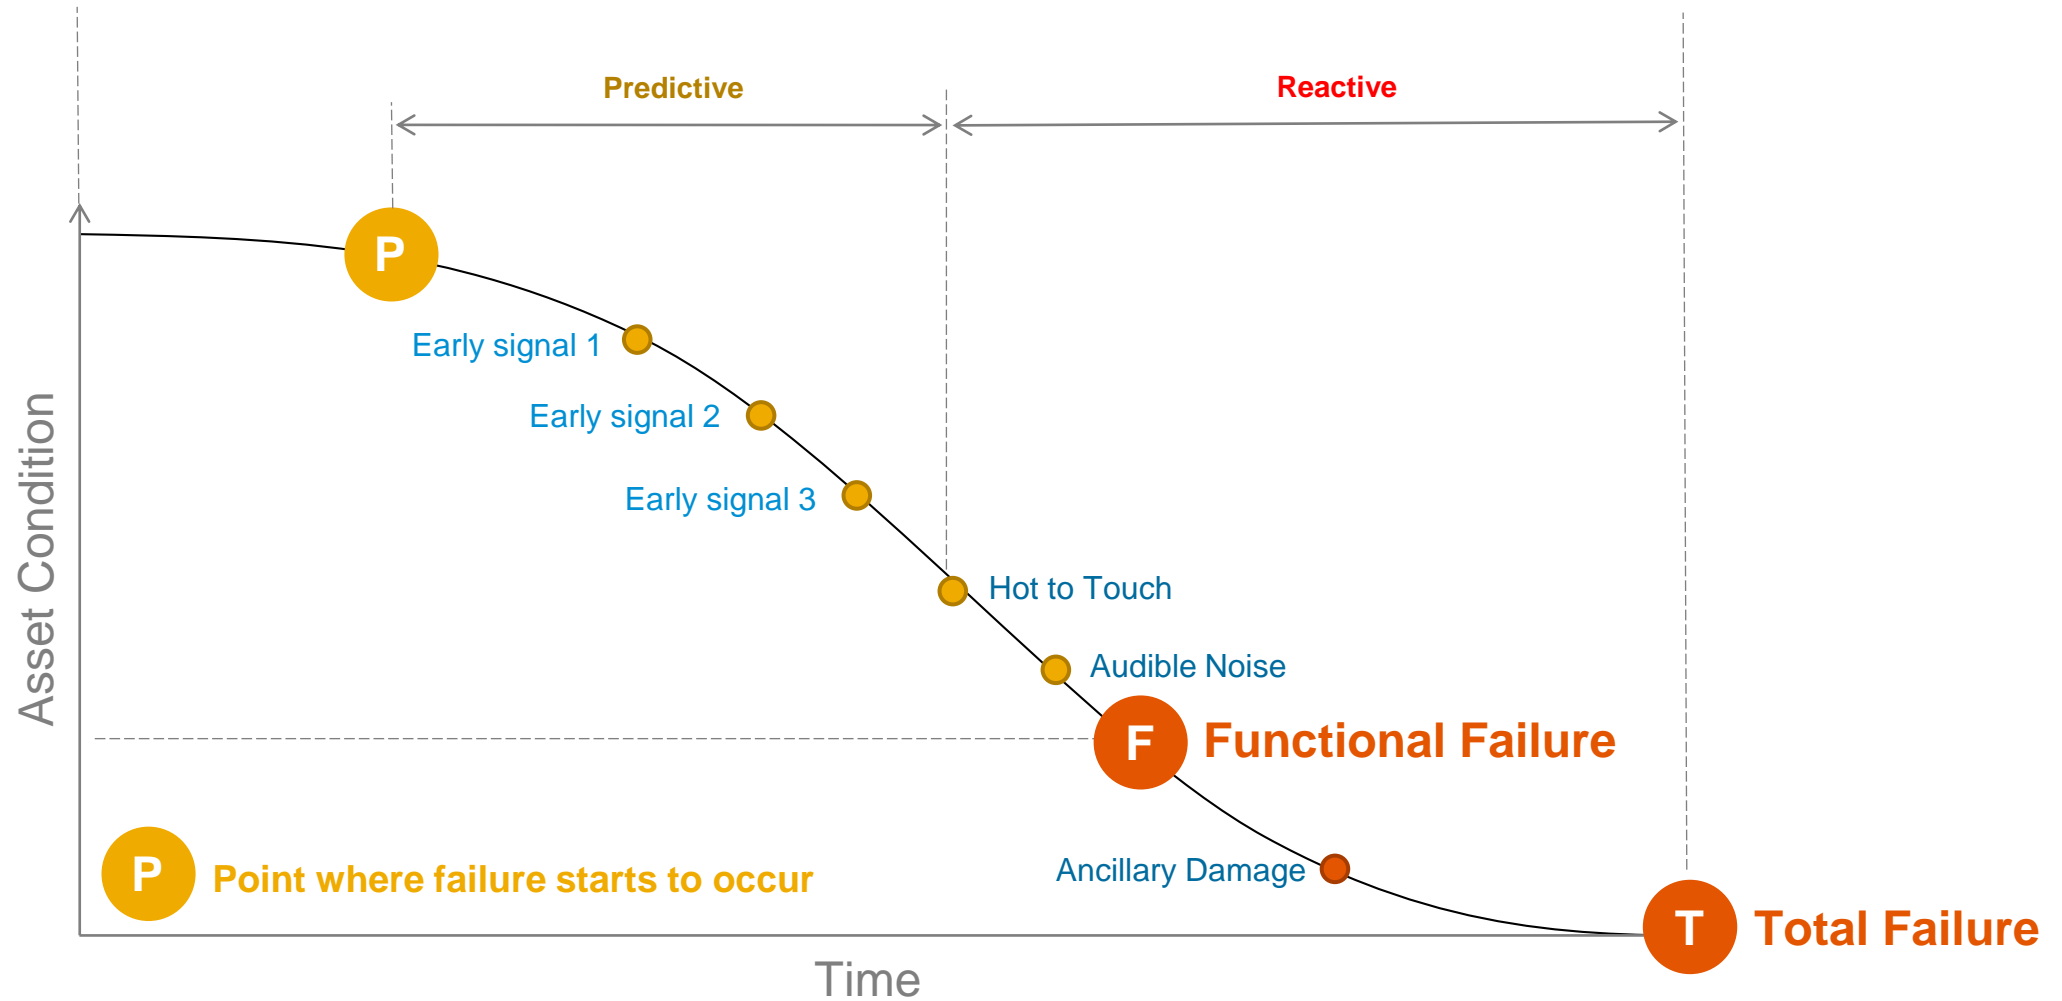 Predictive
Reactive
P
Early signal 1
Early signal 2
Early signal 3
Hot to Touch
Audible Noise
F
Functional Failure
Ancillary Damage
P
Point where failure starts to occur
T
Total Failure
Asset Condition
Time